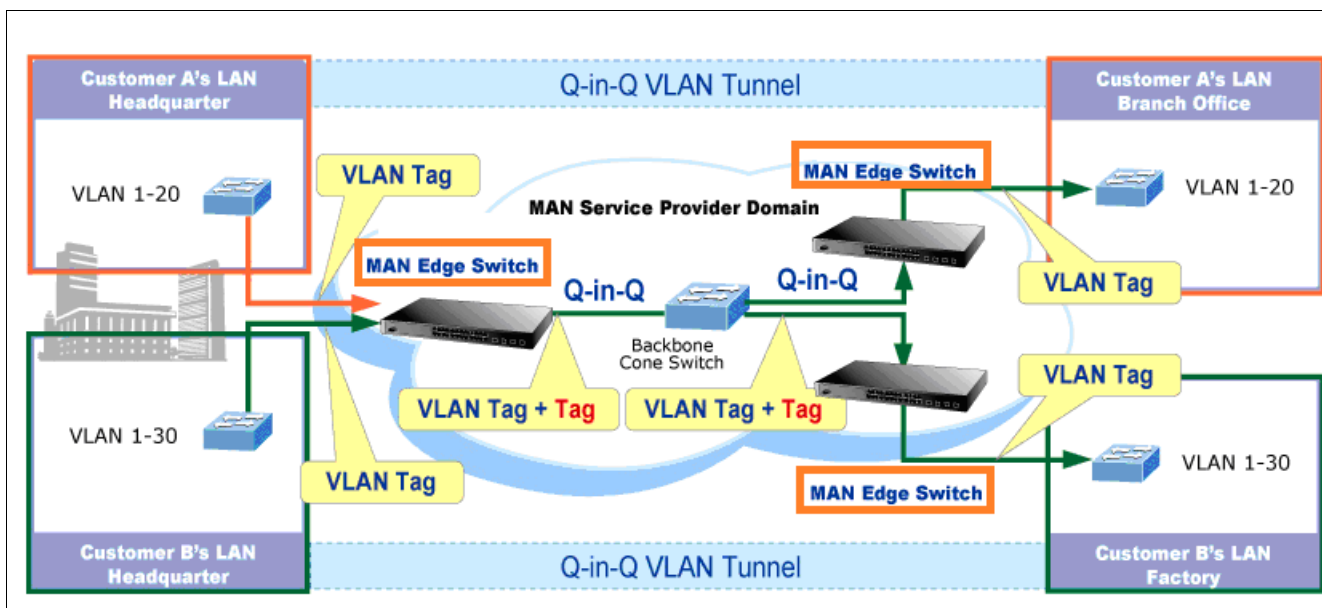 Customer A's LAN
Headquarter
VLAN 1-20
Q-in-Q VLAN Tunnel
Customer A's LAN
Branch Office
VLAN 1-20
VLAN Tag
MAN Service Provider Domain
MAN Edge Switch
MAN Edge Switch
Q-in-Q
Q-in-Q
Backbone
Cone Switch
VLAN Tag
VLAN Tag + Tag
VLAN Tag + Tag
VLAN Tag
VLAN 1-30
VLAN Tag
MAN Edge Switch
VLAN 1-30
Customer B's LAN
Headquarter
Q-in-Q VLAN Tunnel
Customer B's LAN
Factory